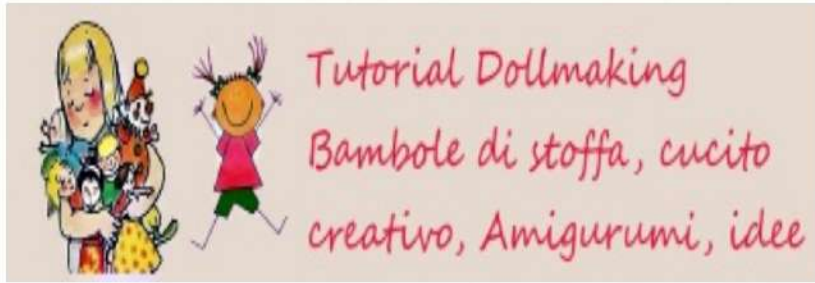 Tutorial Dollmaking
Bambole di stoffa, cucito
creativo, Amigurumi, idee